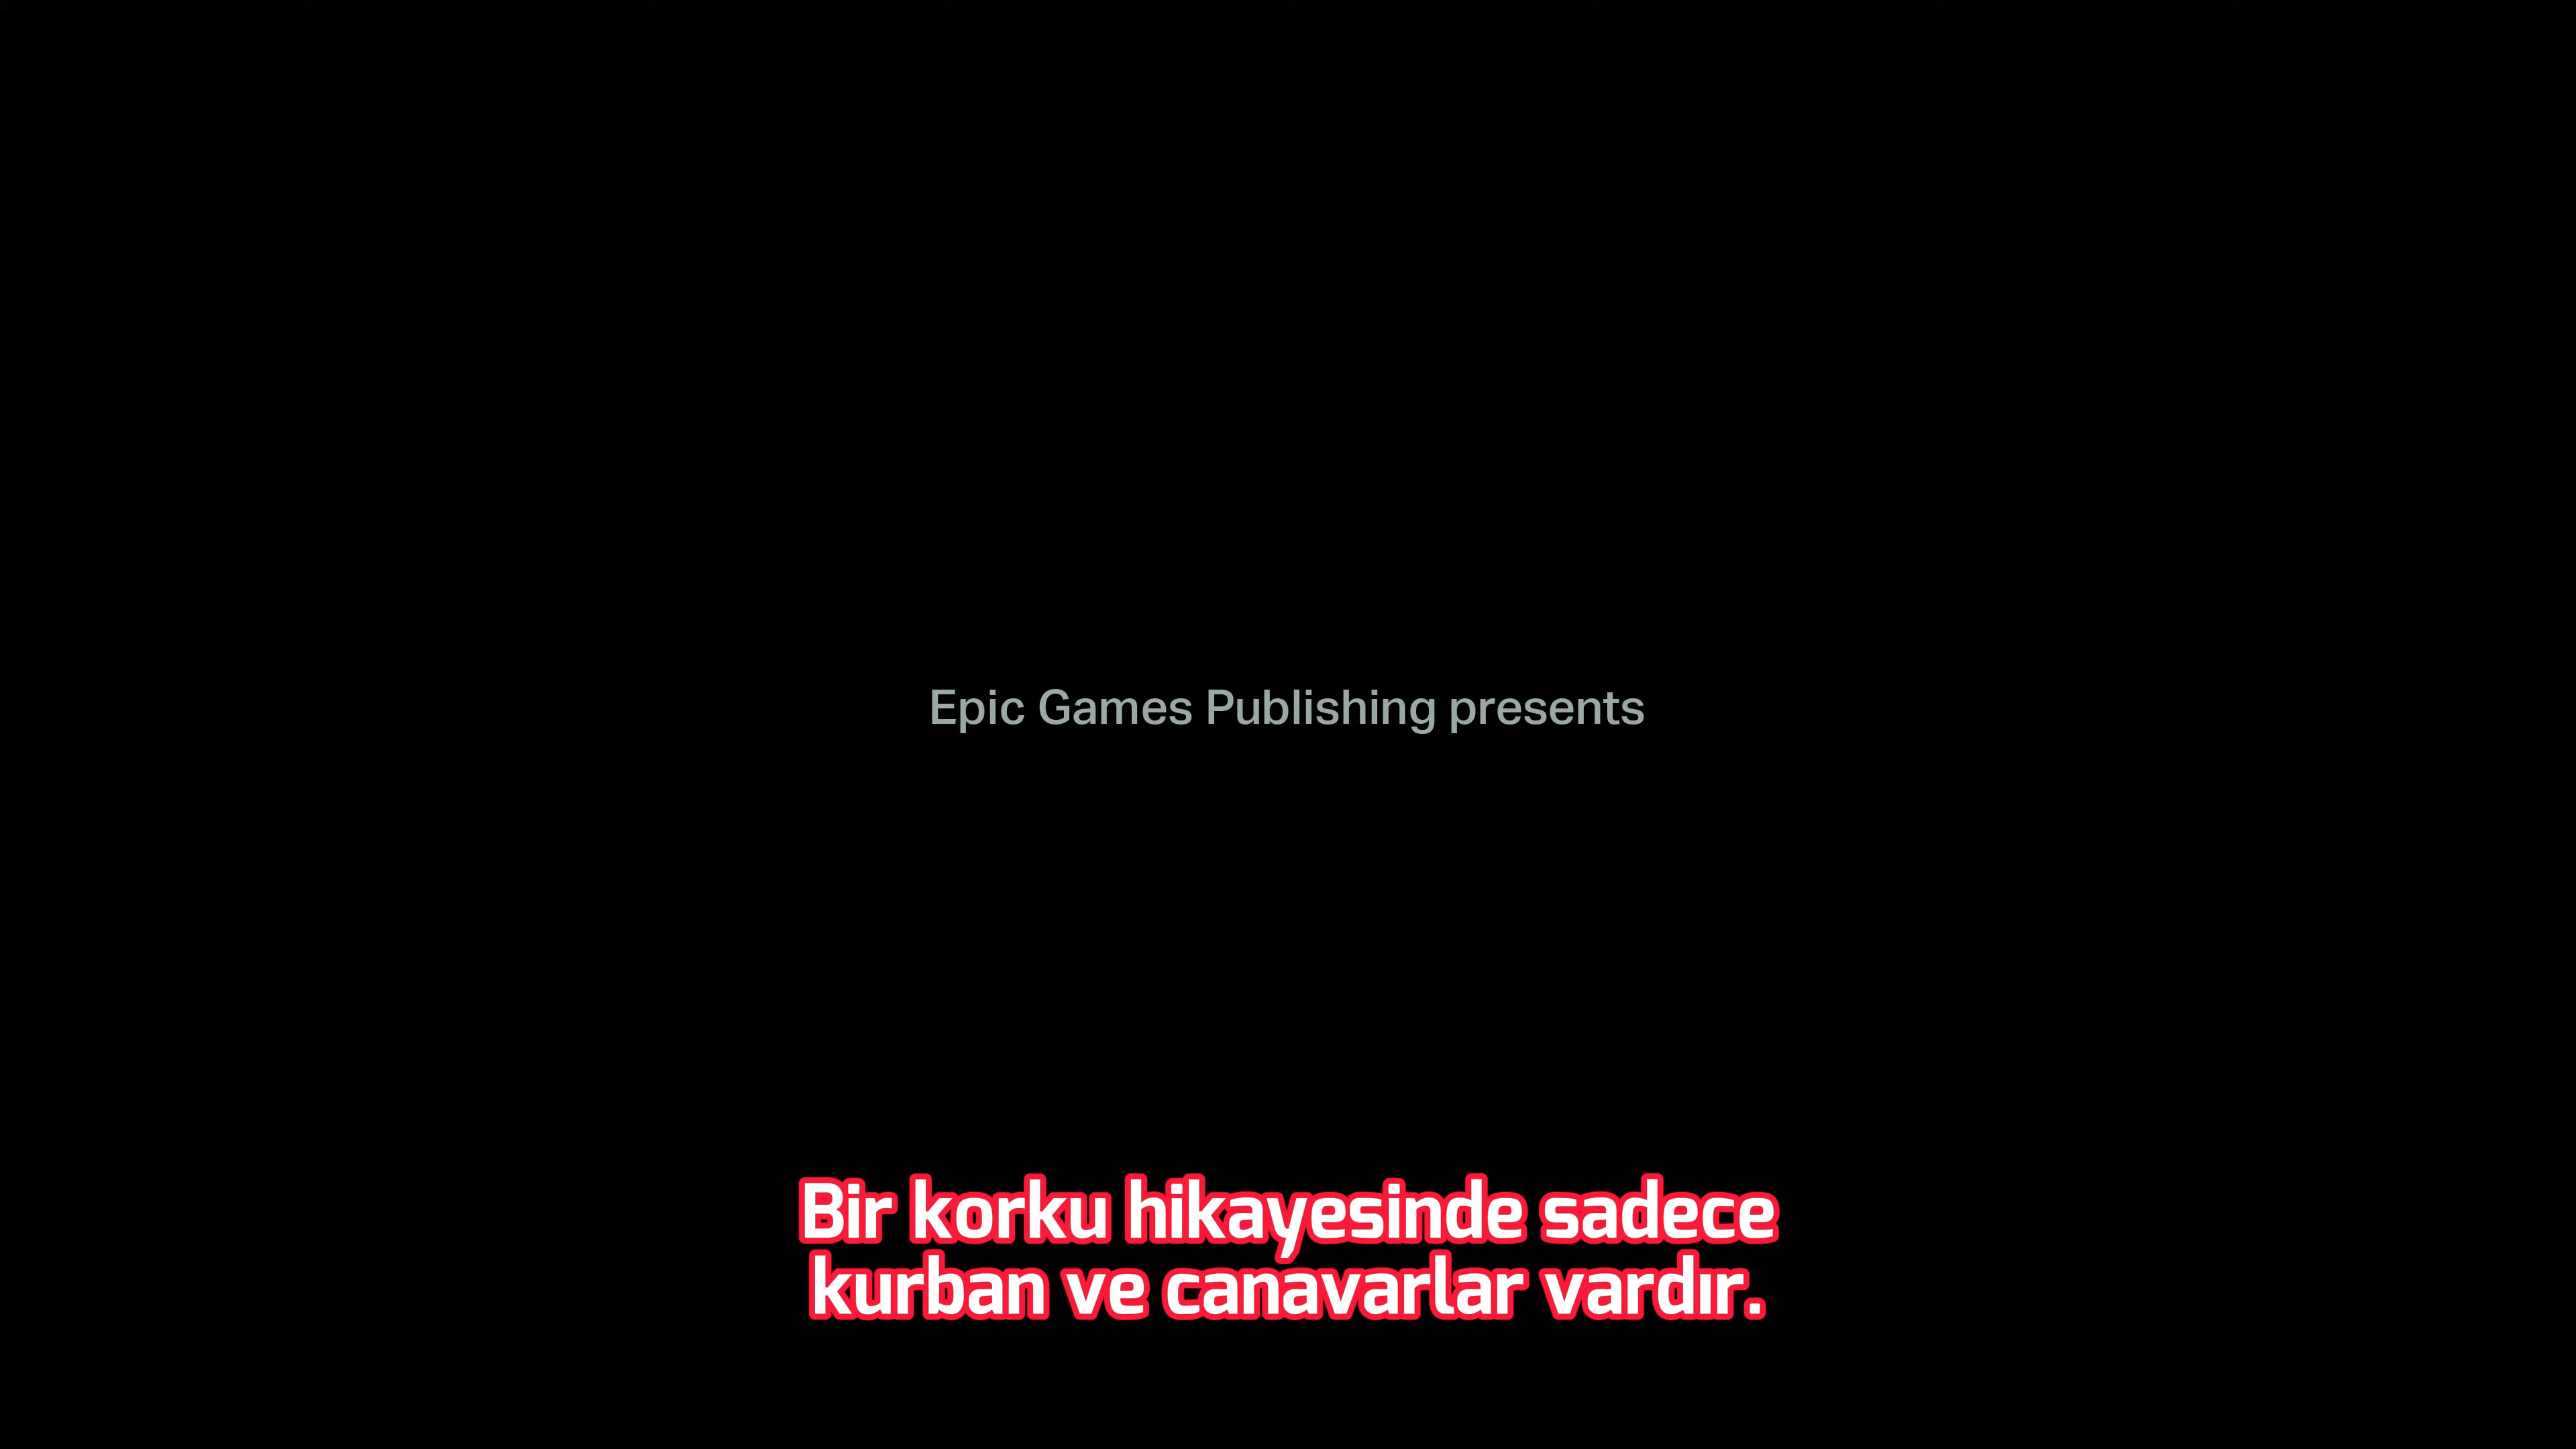 Epic Games Publishing presents
Bir korku hikayesinde sadece
kurban ve canavarlar vardır.